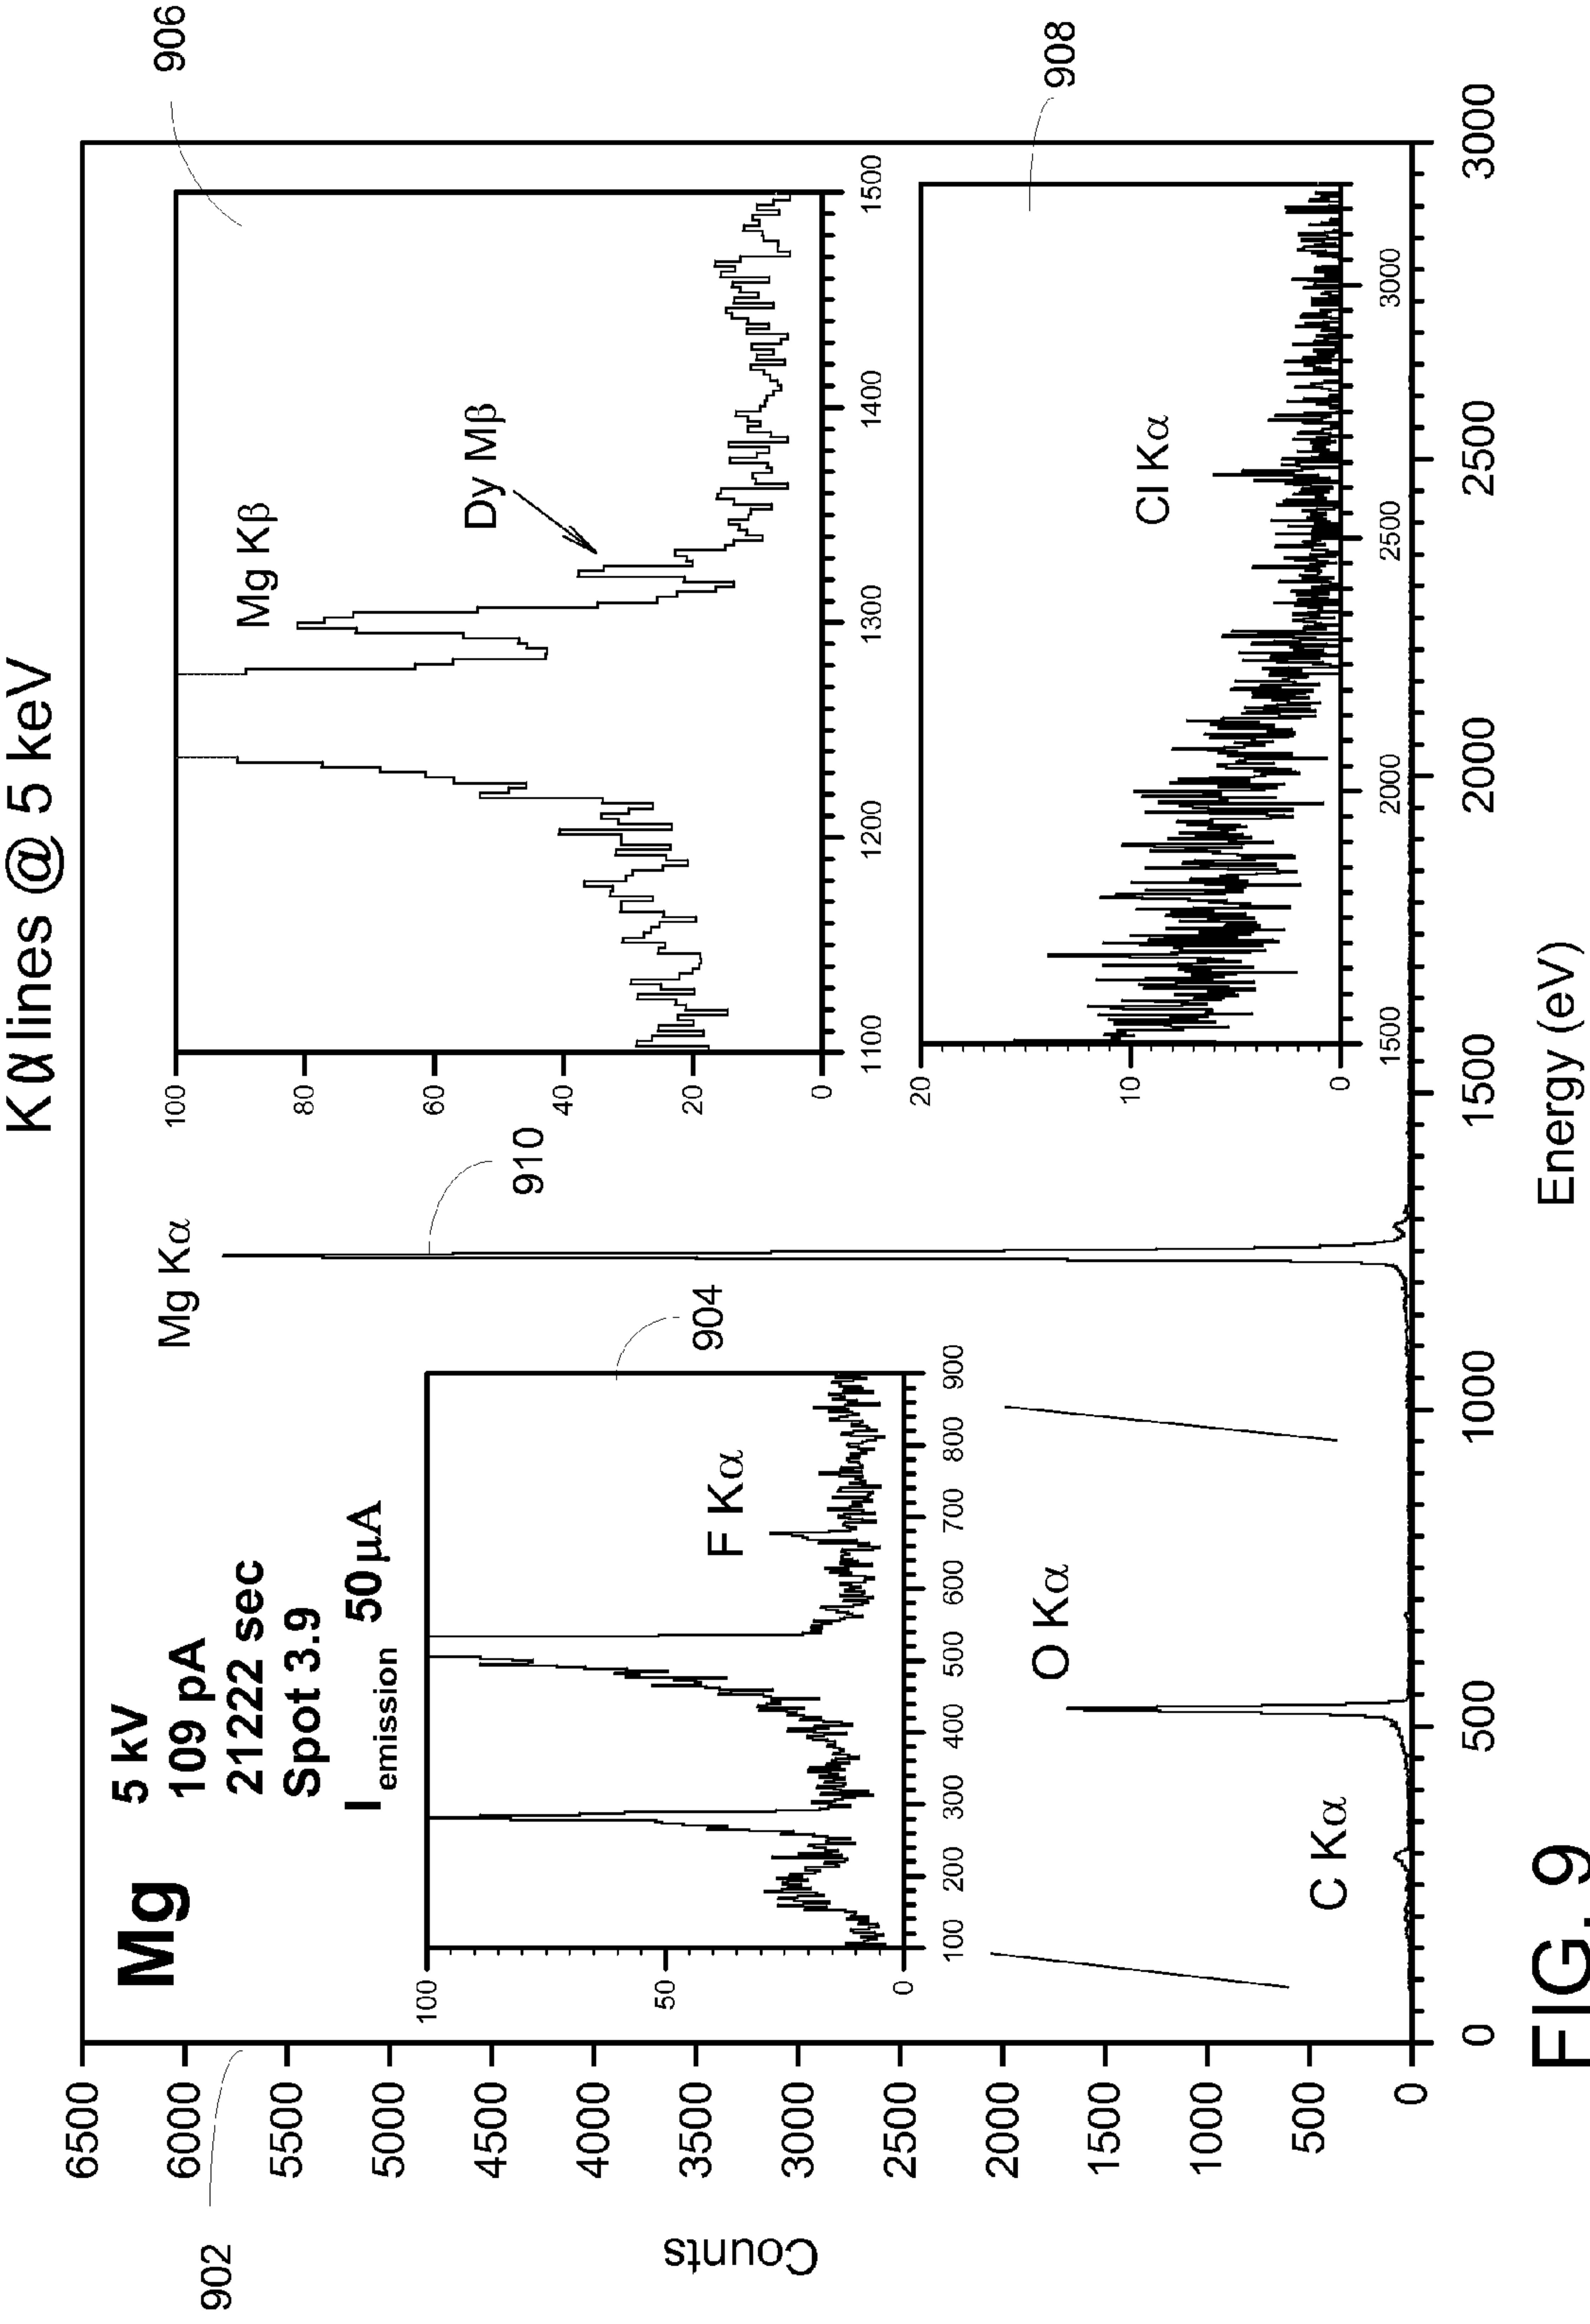 Kα lines @ 5 keV
902
906
Mg
5 kV
109 pA
21222 sec
Spot 3.9
I emission 50 µA
Mg Kα
910
904
F Kα
100
50
0
100 200 300 400 500 600 700 800 900
Mg Kβ
Dy Mβ
100
80
60
40
20
0
1100 1200 1300 1400 1500
908
Cl Kα
20
10
0
1500 2000 2500 3000
C Kα
O Kα
Counts
6500
6000
5500
5000
4500
4000
3500
3000
2500
2000
1500
1000
500
0
0 500 1000 1500 2000 2500 3000
Energy (eV)
FIG. 9